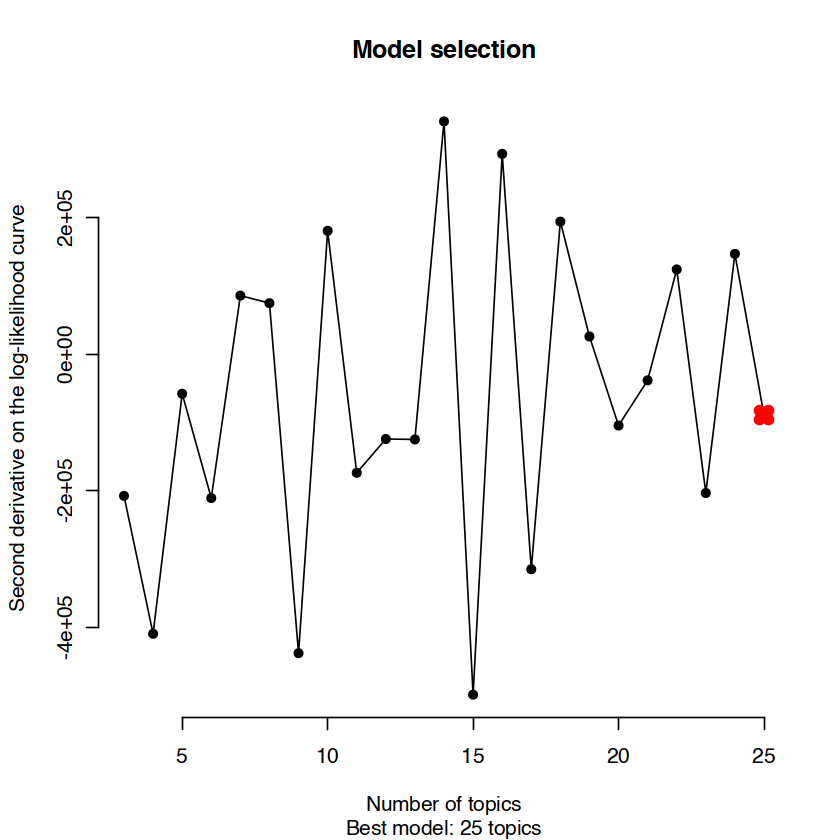 Model selection
Second derivative on the log-likelihood curve
2e+05
0e+00
-2e+05
-4e+05
5 10 15 20 25
Number of topics
Best model: 25 topics